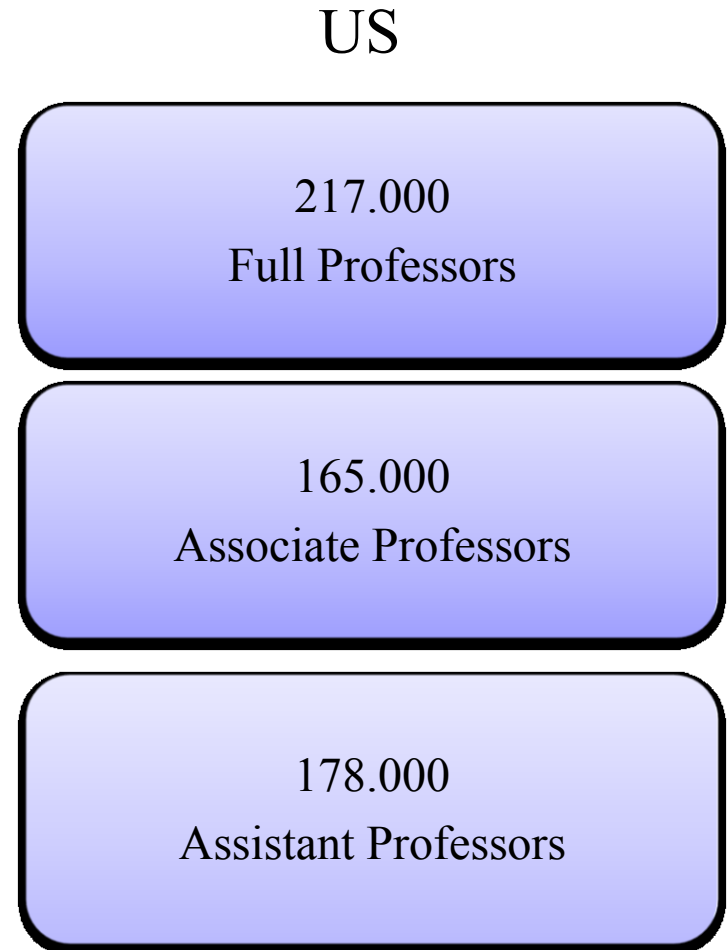 US
217.000
Full Professors
165.000
Associate Professors
178.000
Assistant Professors